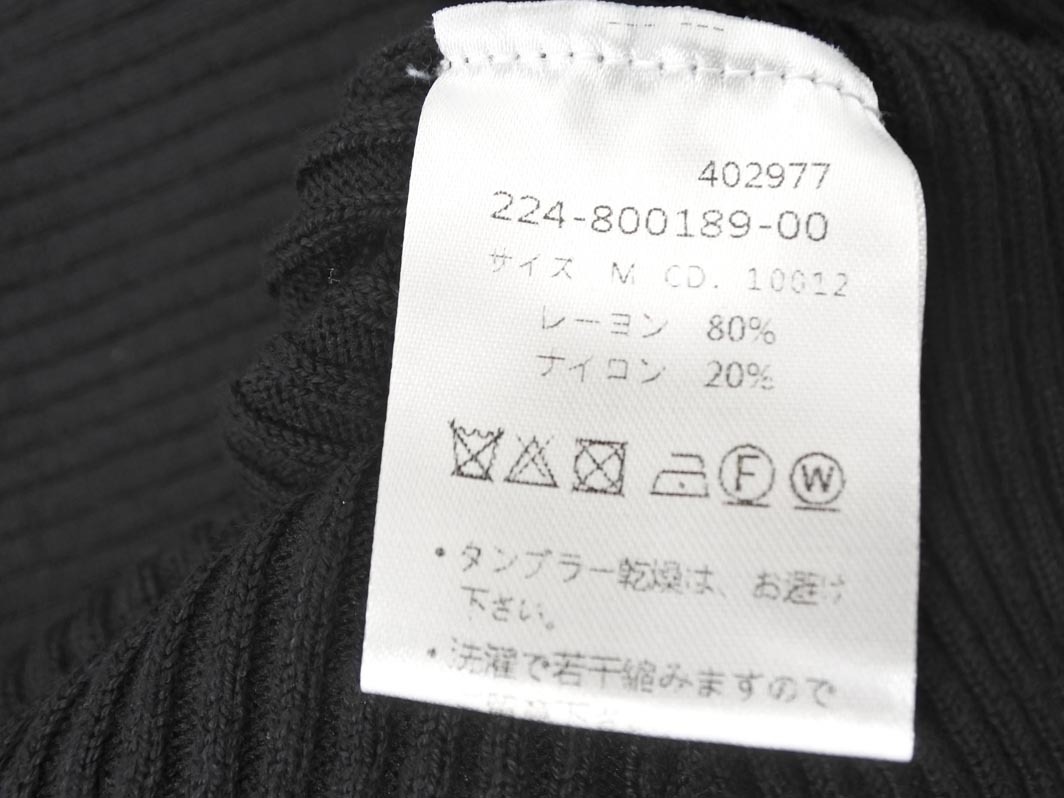 402977
224-800189-00
サイズ M CD. 10012
レーヨン 80%
ナイロン 20%
F W
・タンブラー乾燥は、お避け
下さい。
・洗濯で若干縮みますので
下さ